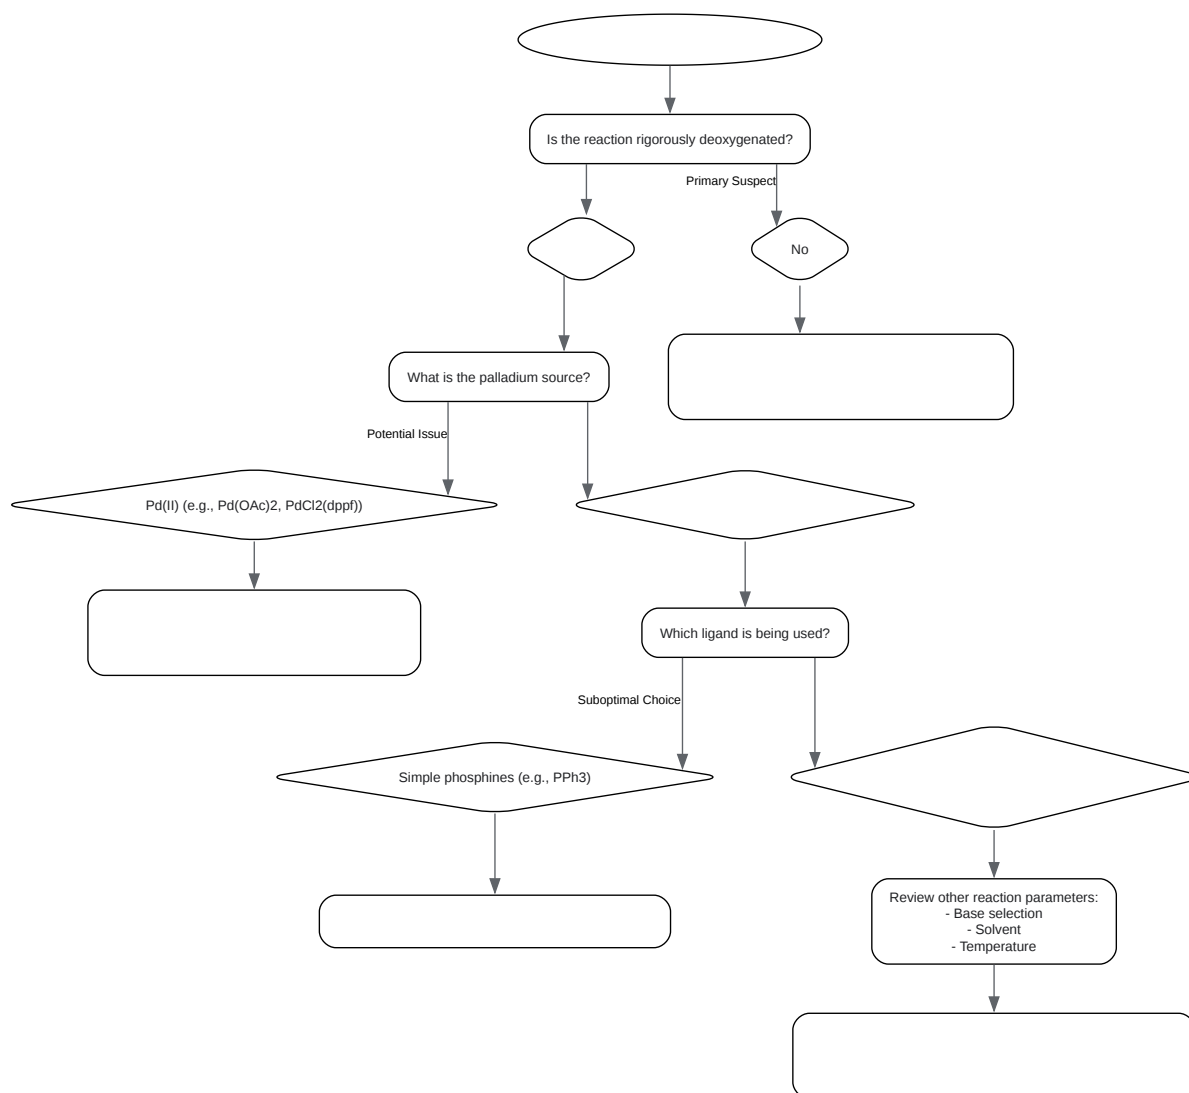 Is the reaction rigorously deoxygenated?
Primary Suspect
No
What is the palladium source?
Potential Issue
Pd(II) (e.g., Pd(OAc)2, PdCl2(dppf))
Which ligand is being used?
Suboptimal Choice
Simple phosphines (e.g., PPh3)
Review other reaction parameters:
- Base selection
- Solvent
- Temperature